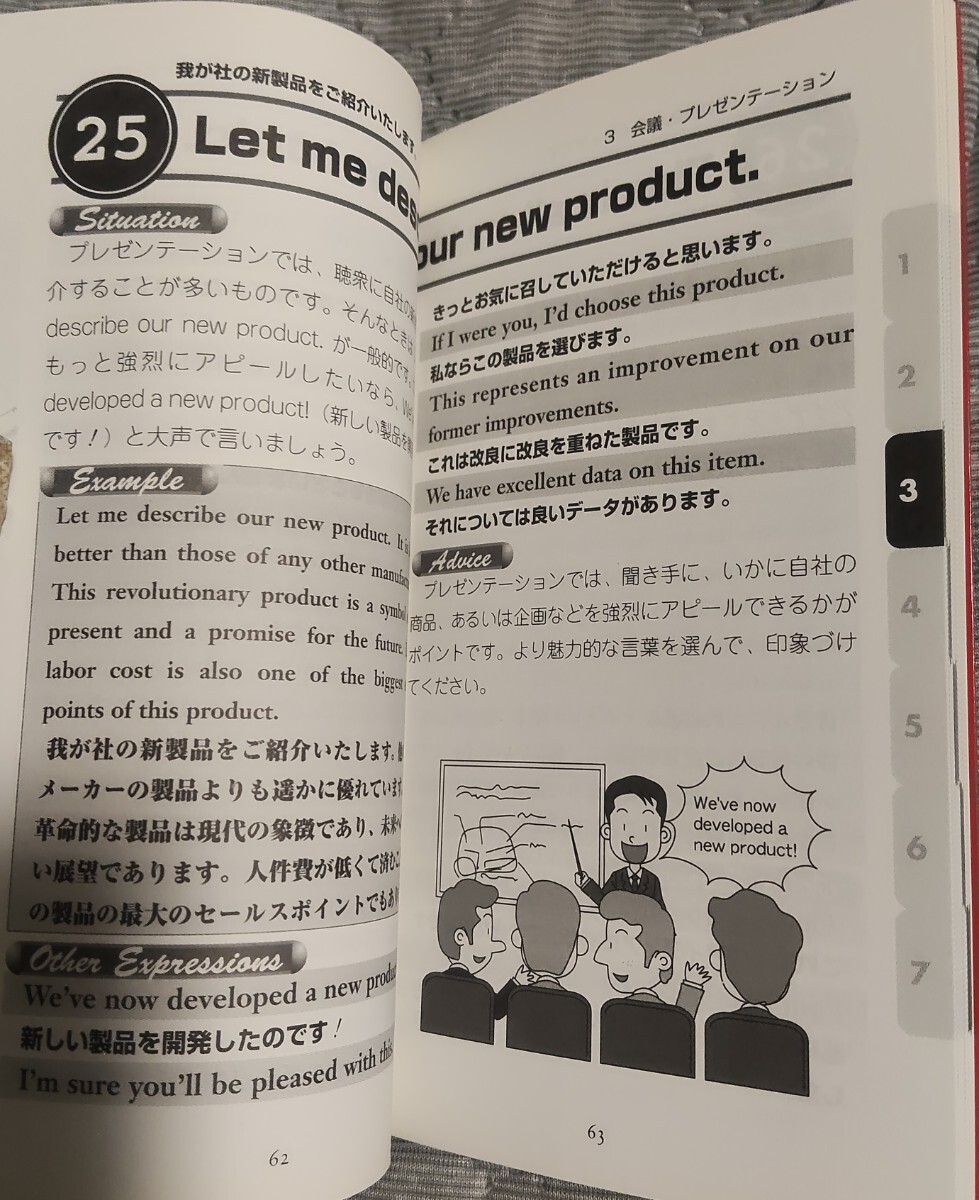 我が社の新製品をご紹介いたします。
25
Let me des
Situation
プレゼンテーションでは、聴衆に自社の
介することが多いものです。そんなときは
describe our new product. が一般的です。
もっと強烈にアピールしたいなら、We'
developed a new product!（新しい製品を
です！）と大声で言いましょう。
Example
Let me describe our new product. It is
better than those of any other
This revolutionary product is a symbol
present and a promise for the future.
labor cost is also one of the biggest
points of this product.
我が社の新製品をご紹介いたします。
メーカーの製品よりも遥かに優れています
革命的な製品は現代の象徴であり、未来へ
い展望であります。人件費が低くて済むこ
の製品の最大のセールスポイントでもあり
Other Expressions
We've now developed a new
新しい製品を開発したのです！
I'm sure you'll be pleased with this
62
3 会議・プレゼンテーション
our new product.
きっとお気に召していただけると思います。
If I were you, I'd choose this product.
私ならこの製品を選びます。
This represents an improvement on our
former improvements.
これは改良に改良を重ねた製品です。
We have excellent data on this item.
それについては良いデータがあります。
Advice
プレゼンテーションでは、聞き手に、いかに自社の
商品、あるいは企画などを強烈にアピールできるかが
ポイントです。より魅力的な言葉を選んで、印象づけ
てください。
We've now
developed a
new product!
63
1
2
3
4
5
6
7